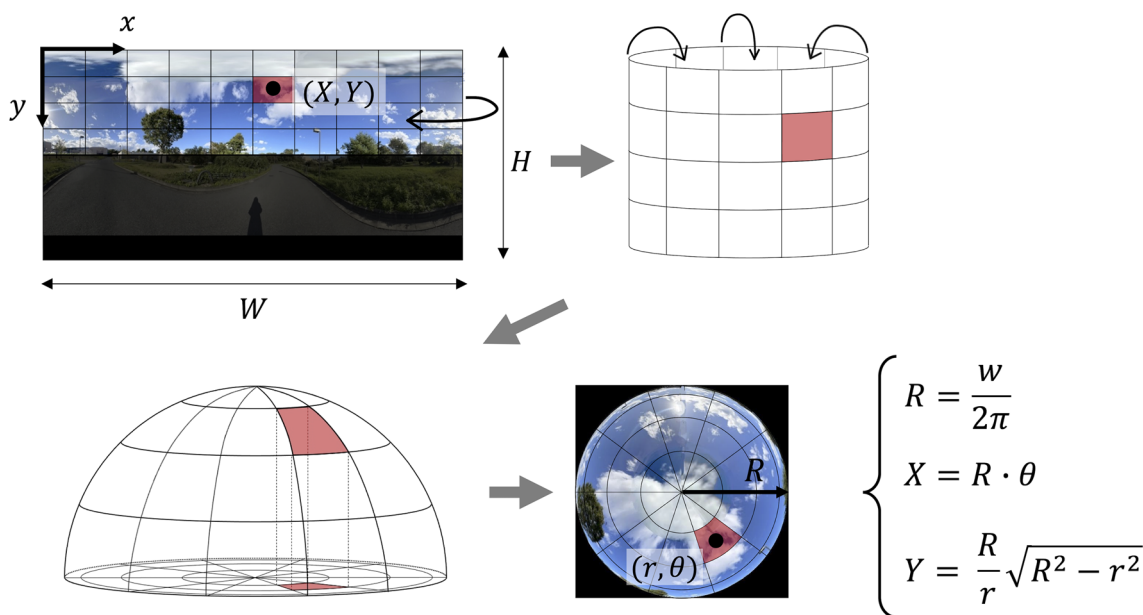 x
y
(X, Y)
H
W
R
(r, θ)
R = w / 2π
X = R · θ
Y = R / r √R² − r²